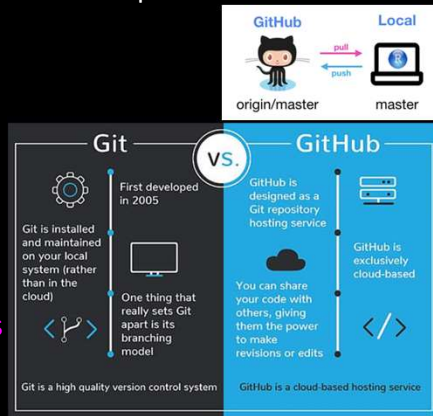 GitHub
Local
pull
push
origin/master
master
Git
VS.
GitHub
First developed
in 2005
Git is installed
and maintained
on your local
system (rather
than in the
cloud)
One thing that
really sets Git
apart is its
branching
model
Git is a high quality version control system
GitHub is
designed as a
Git repository
hosting service
GitHub is
exclusively
cloud-based
You can share
your code with
others, giving
them the power
to make
revisions or edits
GitHub is a cloud-based hosting service